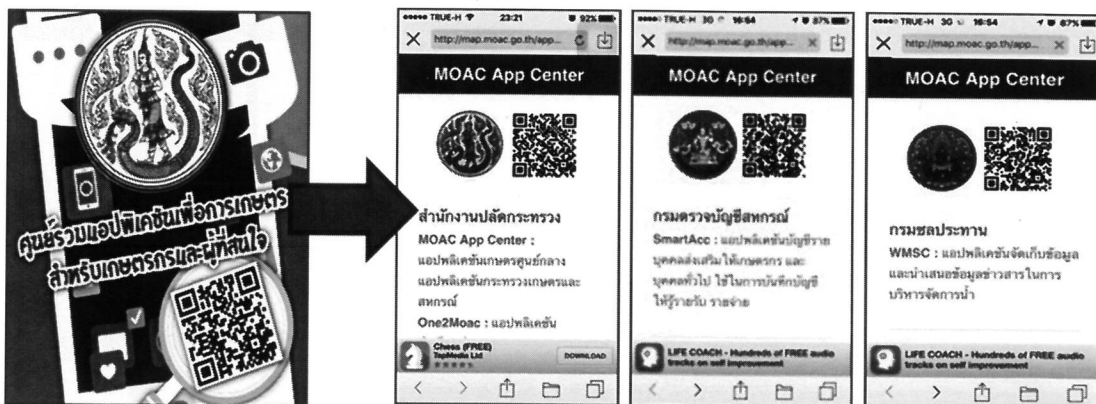 ศูนย์รวมแอปพิเคชันเพื่อการเกษตร
สำหรับเกษตรกรและผู้ที่สนใจ
TRUE-H 23:21 92%
http://map.moac.go.th/app...
MOAC App Center
สำนักงานปลัดกระทรวง
MOAC App Center :
แอปพลิเคชันเกษตรศูนย์กลาง
แอปพลิเคชันกระทรวงเกษตรและ
สหกรณ์
One2Moac : แอปพลิเคชัน
Chess (FREE)
TapMedia Ltd
DOWNLOAD
TRUE-H 3G 16:54 87%
http://map.moac.go.th/app...
MOAC App Center
กรมตรวจบัญชีสหกรณ์
SmartAcc : แอปพลิเคชันบัญชีราย
บุคคลส่งเสริมให้เกษตรกร และ
บุคคลทั่วไป ใช้ในการบันทึกบัญชี
ให้รู้รายรับ รายจ่าย
LIFE COACH - Hundreds of FREE audio
tracks on self improvement
TRUE-H 3G 16:54 87%
http://map.moac.go.th/app...
MOAC App Center
กรมชลประทาน
WMSC : แอปพลิเคชันจัดเก็บข้อมูล
และนำเสนอข้อมูลข่าวสารในการ
บริหารจัดการน้ำ
LIFE COACH - Hundreds of FREE audio
tracks on self improvement